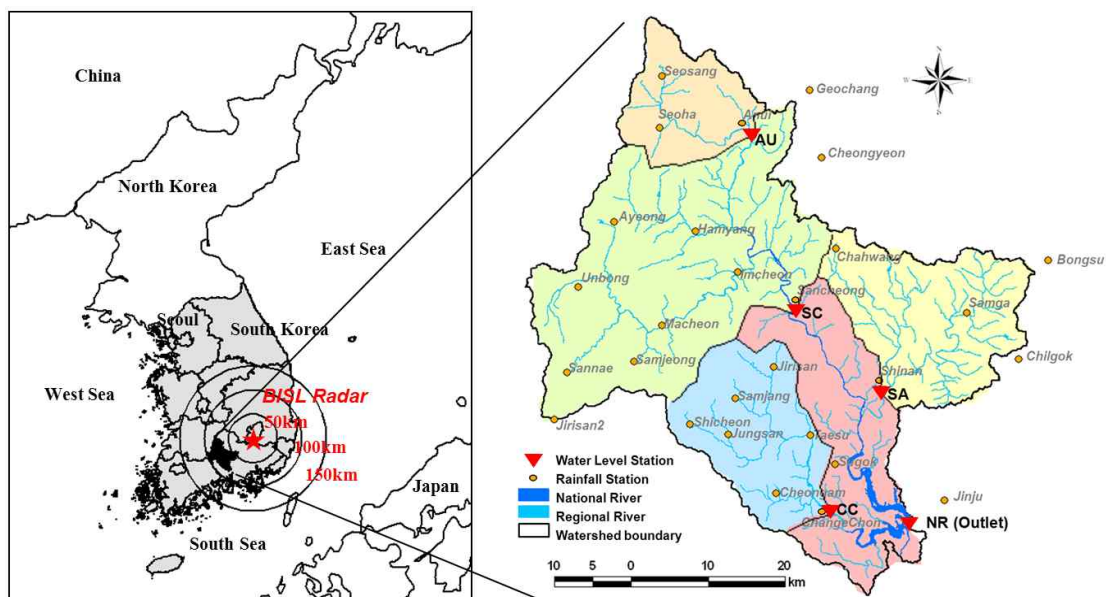 China
North Korea
East Sea
Seoul
South Korea
West Sea
BISL Radar
50km
100km
150km
Japan
South Sea
Seosang
Geochang
Seoha
Anui
AU
Cheongyeon
Ayeong
Hamyang
Chahwang
Bongsu
Unbong
Imcheon
Sancheong
SC
Samga
Macheon
Chilgok
Samjeong
Sannae
Jirisan
Shinan
SA
Samjang
Jirisan2
Shicheon
Jungsan
Taesu
Sugok
Cheongam
Jinju
CC
ChangeChon
NR (Outlet)
Water Level Station
Rainfall Station
National River
Regional River
Watershed boundary
W
E
10 5 0 10 20
km